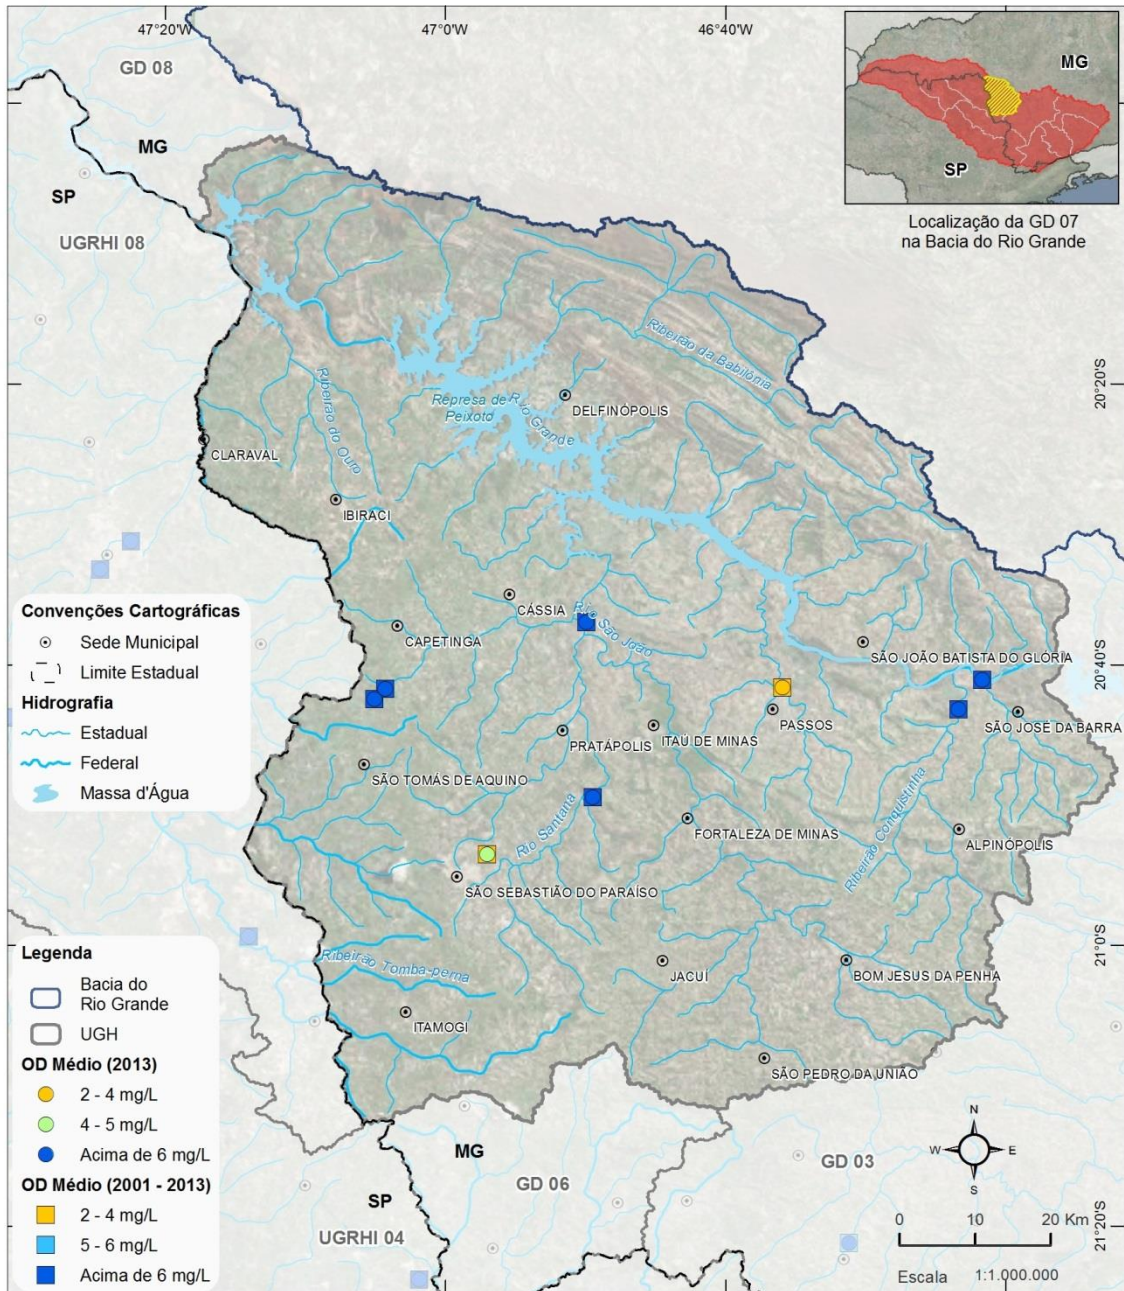 47°20'W
47°0'W
46°40'W
GD 08
MG
SP
UGRHI 08
MG
SP
Localização da GD 07
na Bacia do Rio Grande
Ribeirão da Babilônia
20°20'S
Represa de
Peixoto
Rio Grande
DELFINÓPOLIS
Ribeirão do Ouro
CLARAVAL
IBIRACI
Convenções Cartográficas
Sede Municipal
Limite Estadual
Hidrografia
Estadual
Federal
Massa d'Água
CÁSSIA
Rio São João
CAPETINGA
SÃO JOÃO BATISTA DO GLÓRIA
20°40'S
PASSOS
SÃO JOSÉ DA BARRA
PRATÁPOLIS
ITAÚ DE MINAS
SÃO TOMÁS DE AQUINO
Rio Santana
FORTALEZA DE MINAS
Ribeirão Conquistinha
ALPINÓPOLIS
SÃO SEBASTIÃO DO PARAÍSO
21°0'S
Ribeirão Tomba-perna
JACUÍ
BOM JESUS DA PENHA
ITAMOGI
SÃO PEDRO DA UNIÃO
Legenda
Bacia do
Rio Grande
UGH
OD Médio (2013)
2 - 4 mg/L
4 - 5 mg/L
Acima de 6 mg/L
OD Médio (2001 - 2013)
2 - 4 mg/L
5 - 6 mg/L
Acima de 6 mg/L
MG
GD 06
SP
UGRHI 04
GD 03
N
W
E
S
0 10 20 Km
21°20'S
Escala 1:1.000.000